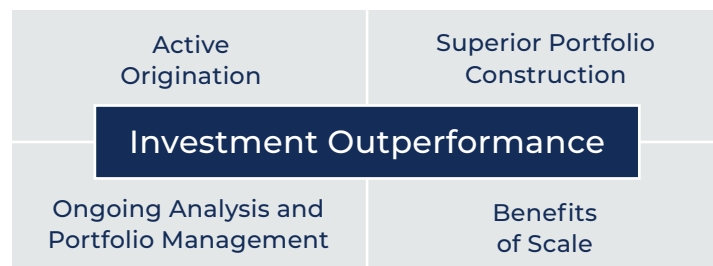 Active
Origination
Superior Portfolio
Construction
Investment Outperformance
Ongoing Analysis and
Portfolio Management
Benefits
of Scale